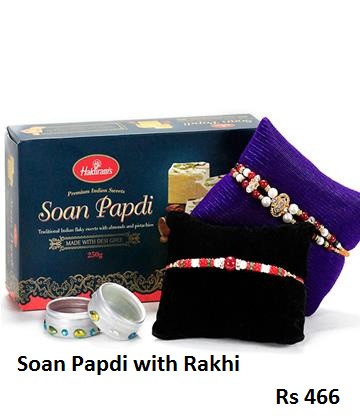 Haldiram's
Premium Indian Sweets
Soan Papdi
Traditional Indian flaky sweets with almonds and pistachios
MADE WITH DESI GHEE
250g
Soan Papdi with Rakhi
Rs 466